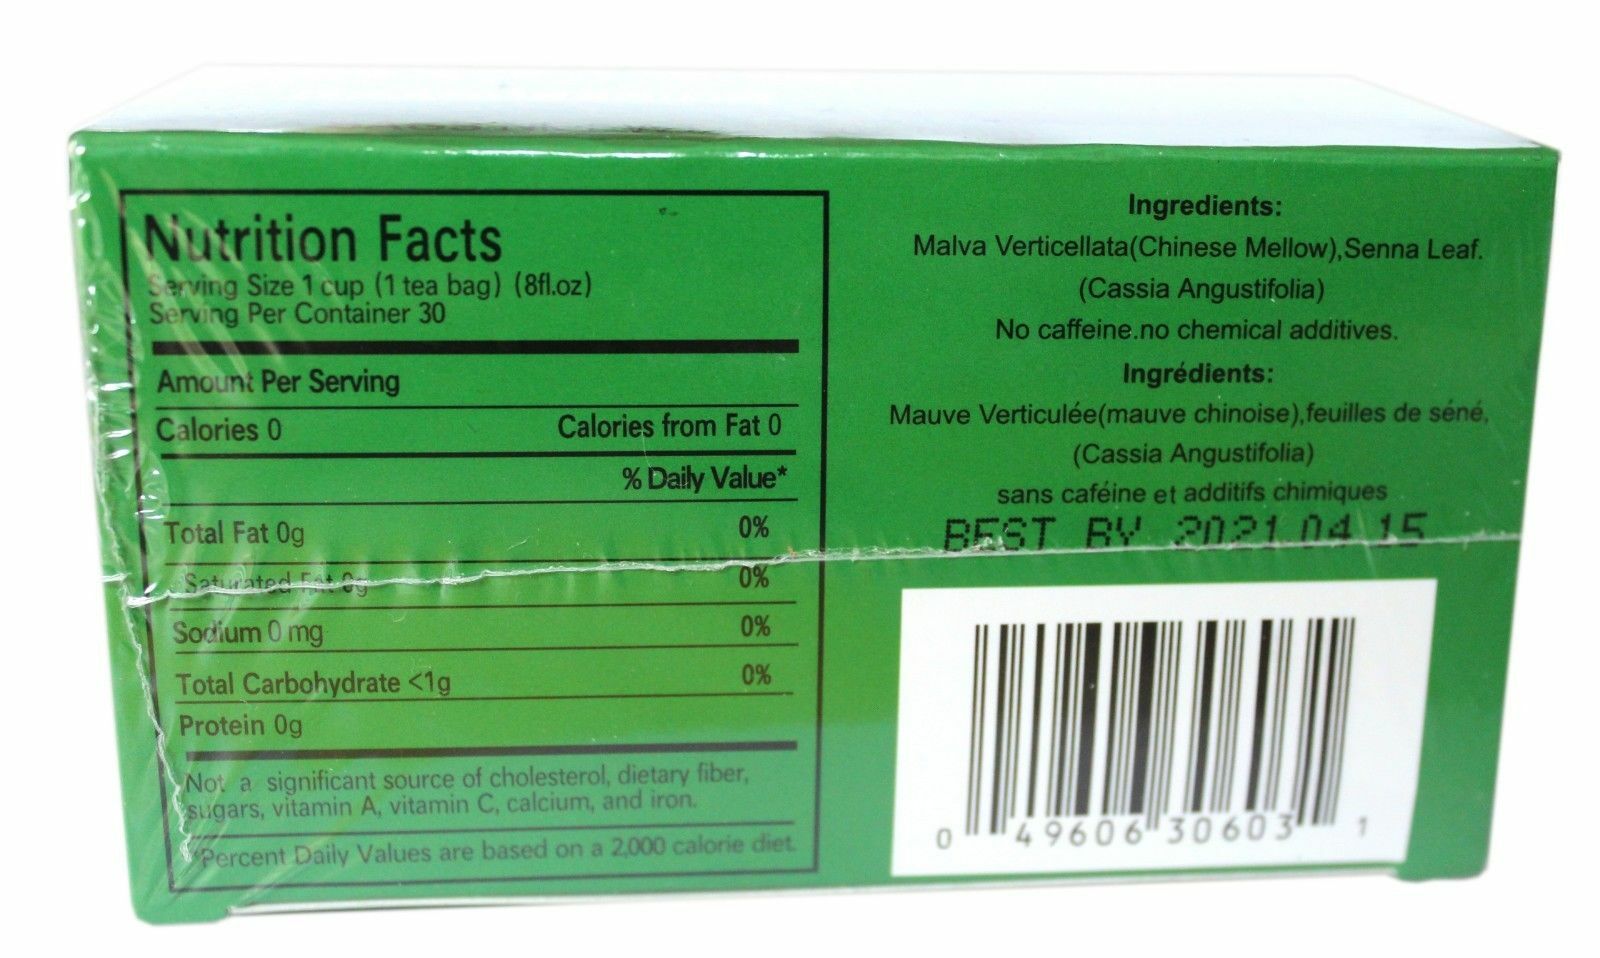 Nutrition Facts
Serving Size 1 cup (1 tea bag) (8fl.oz)
Serving Per Container 30
Amount Per Serving
Calories 0 Calories from Fat 0
% Daily Value*
Total Fat 0g 0%
Saturated Fat 0g 0%
Sodium 0 mg 0%
Total Carbohydrate <1g 0%
Protein 0g
Not a significant source of cholesterol, dietary fiber,
sugars, vitamin A, vitamin C, calcium, and iron.
*Percent Daily Values are based on a 2,000 calorie diet.
Ingredients:
Malva Verticellata(Chinese Mellow),Senna Leaf.
(Cassia Angustifolia)
No caffeine.no chemical additives.
Ingrédients:
Mauve Verticulée(mauve chinoise),feuilles de séné,
(Cassia Angustifolia)
sans caféine et additifs chimiques
BEST BY 2021 04 15
0 49606 30603 1